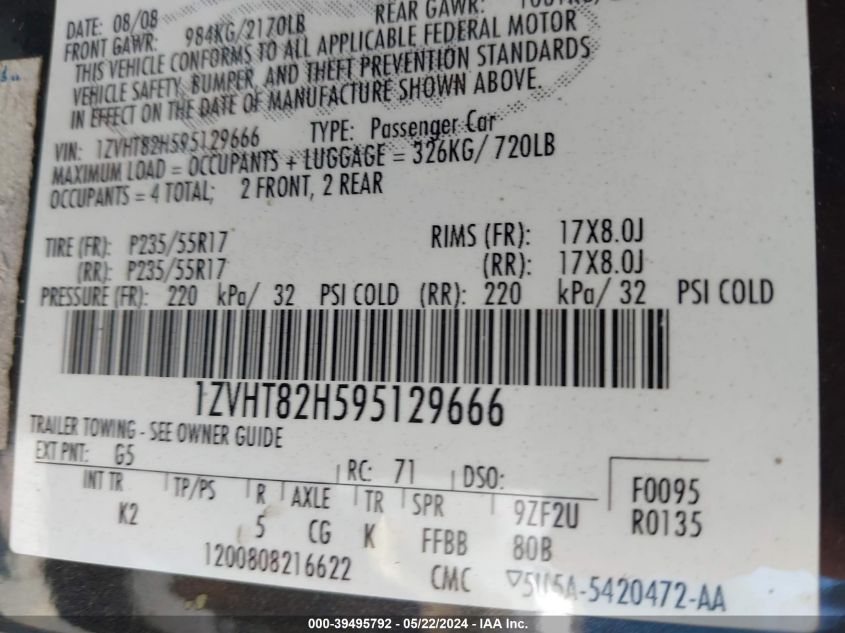 DATE: 08/08
FRONT GAWR: 984KG/2170LB REAR GAWR:
THIS VEHICLE CONFORMS TO ALL APPLICABLE FEDERAL MOTOR
VEHICLE SAFETY, BUMPER, AND THEFT PREVENTION STANDARDS
IN EFFECT ON THE DATE OF MANUFACTURE SHOWN ABOVE.
VIN: 1ZVHT82H595129666 TYPE: Passenger Car
MAXIMUM LOAD = OCCUPANTS + LUGGAGE = 326KG/ 720LB
OCCUPANTS = 4 TOTAL; 2 FRONT, 2 REAR
TIRE (FR): P235/55R17 RIMS (FR): 17X8.0J
(RR): P235/55R17 (RR): 17X8.0J
PRESSURE (FR): 220 kPa/ 32 PSI COLD (RR): 220 kPa/ 32 PSI COLD
1ZVHT82H595129666
TRAILER TOWING - SEE OWNER GUIDE
EXT PNT: G5 RC: 71 DSO:
INT TR TP/PS R AXLE TR SPR 9ZF2U F0095
K2 5 CG K FFBB 80B R0135
1200808216622 CMC 5U5A-5420472-AA
000-39495792 - 05/22/2024 - IAA Inc.